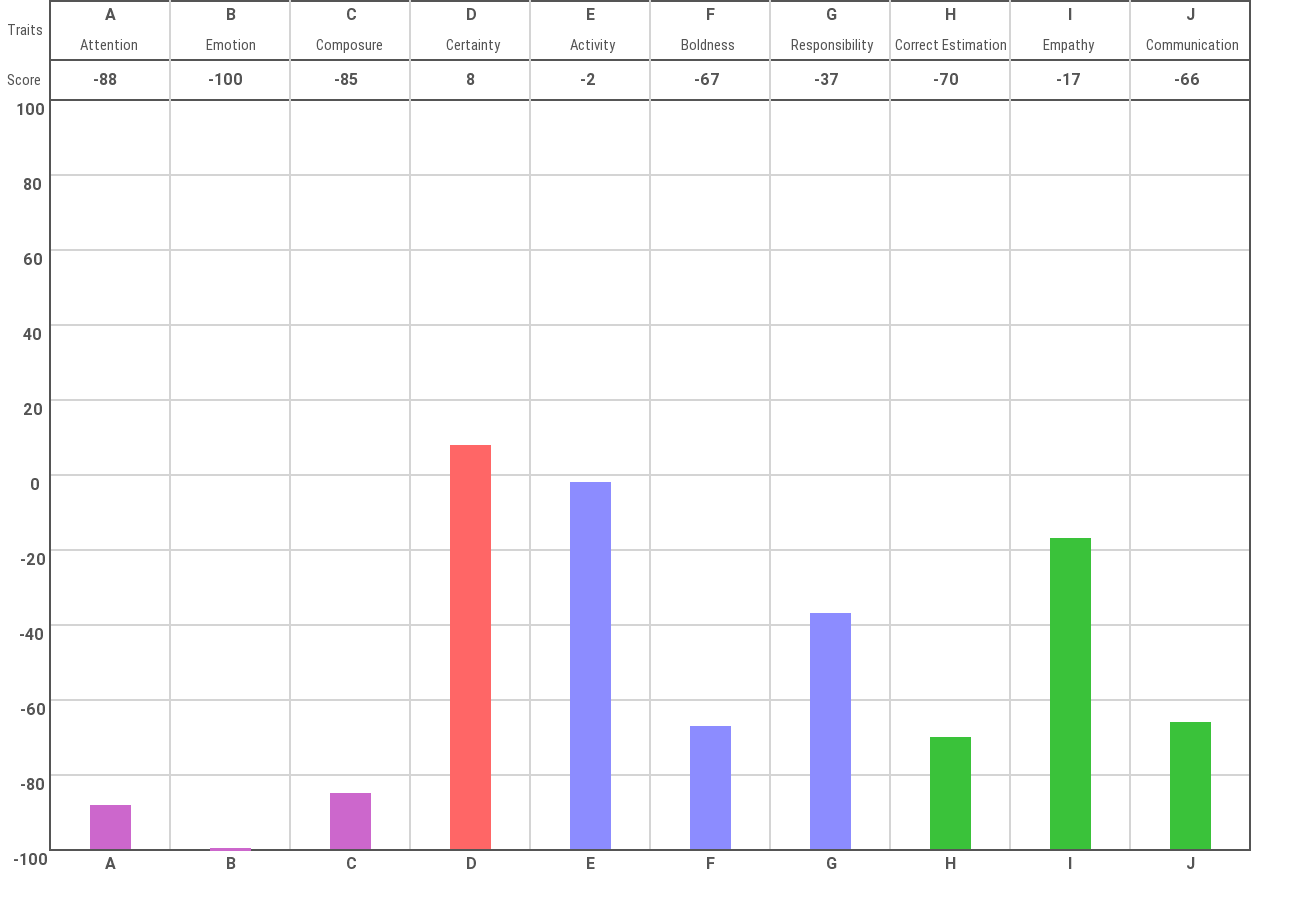 Traits A B C D E F G H I J
Attention Emotion Composure Certainty Activity Boldness Responsibility Correct Estimation Empathy Communication
Score -88 -100 -85 8 -2 -67 -37 -70 -17 -66
100
80
60
40
20
0
-20
-40
-60
-80
-100
A B C D E F G H I J